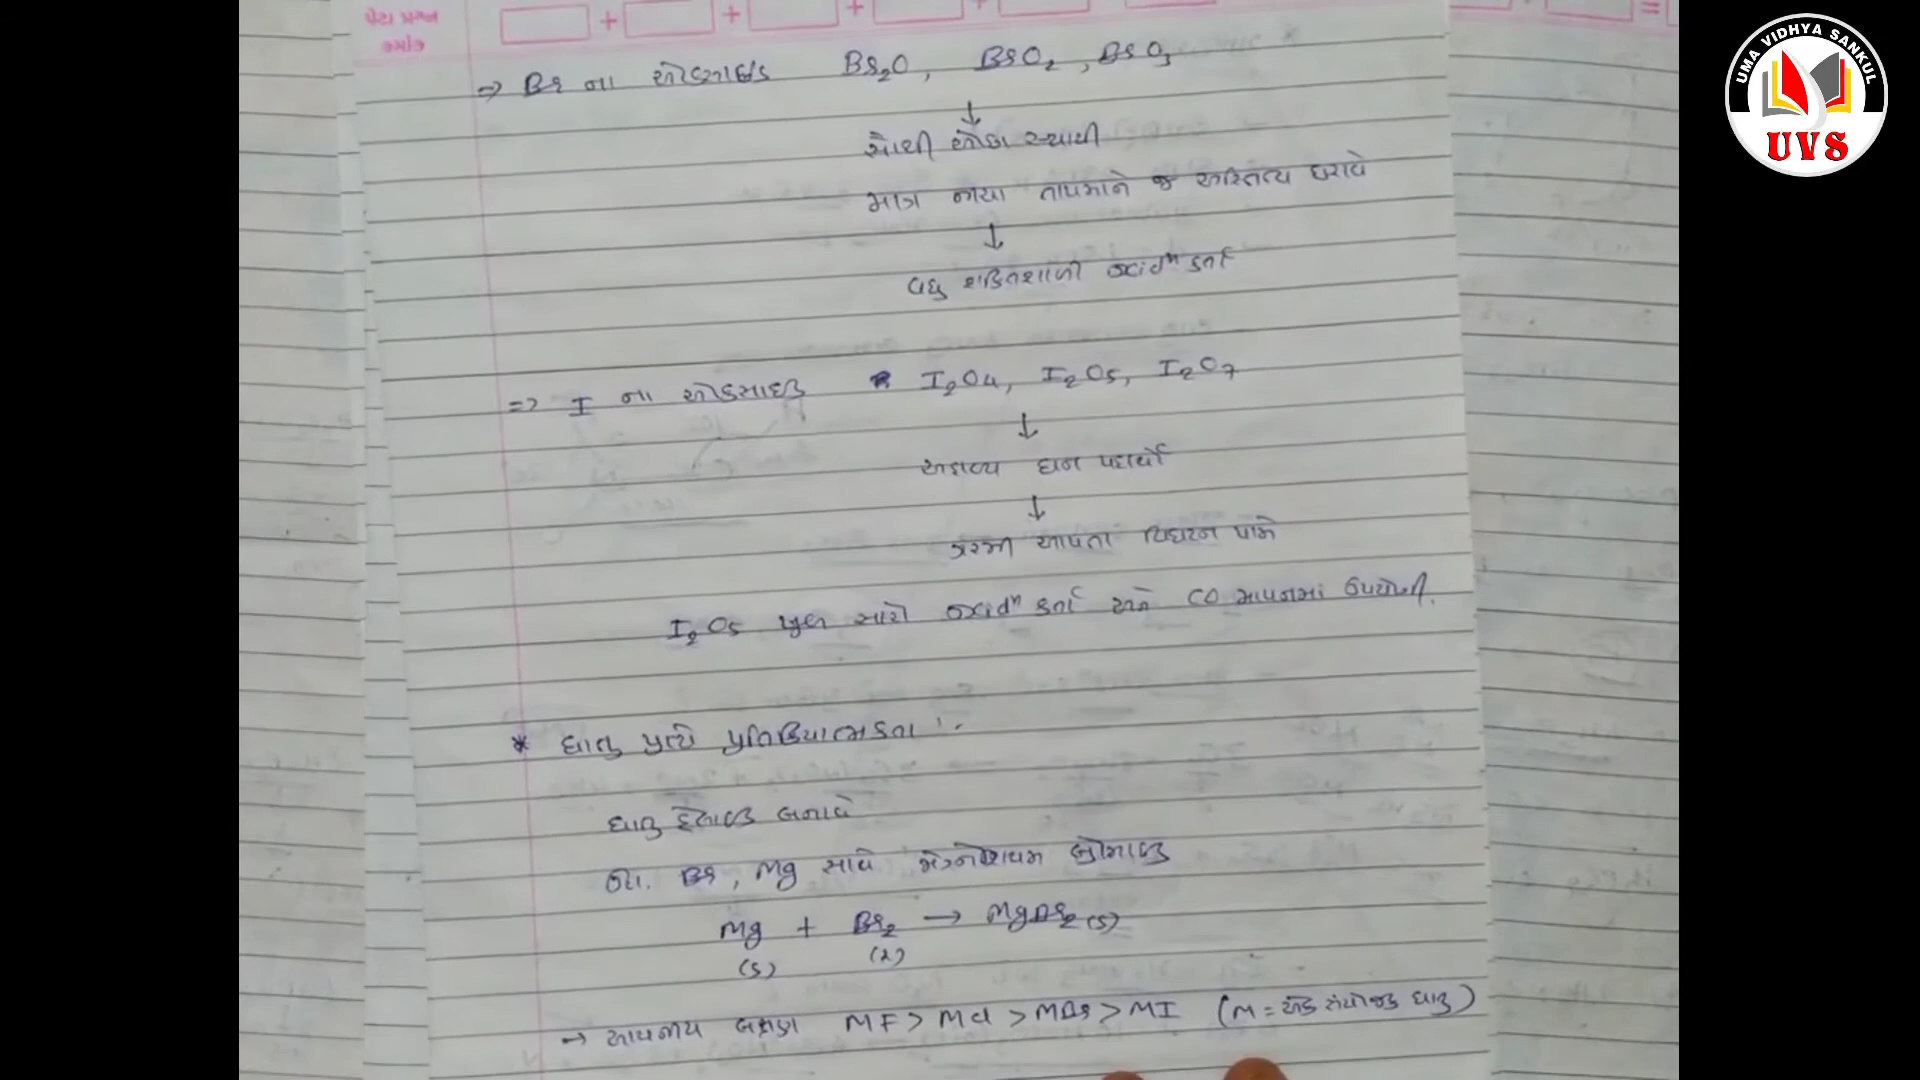 પેટા પ્રશ્ન
ક્રમાંક
+ + + + + =
UMA VIDHYA SANKUL
UVS
⇒ Br ના ઓક્સાઇડ Br₂O, BrO₂, BrO₃
↓
સૌથી ઓછા સ્થાયી
માત્ર નીચા તાપમાને જ અસ્તિત્વ ધરાવે
↓
વધુ શક્તિશાળી oxidⁿ કર્તા
⇒ I ના ઓક્સાઇડ I₂O₄, I₂O₅, I₂O₇
↓
અદ્રાવ્ય ઘન પદાર્થો
↓
ગરમી આપતા વિઘટન પામે
I₂O₅ ખુબ સારો oxidⁿ કર્તા અને CO માપનમાં ઉપયોગી.
* ધાતુ પ્રત્યે પ્રતિક્રિયાત્મકતા :-
ધાતુ હેલાઇડ બનાવે
દા. Br, Mg સાથે મેગ્નેશિયમ બ્રોમાઇડ
Mg + Br₂ → MgBr₂ (s)
(s) (l)
→ આયનીય લક્ષણ MF > MCl > MBr > MI (M = એક સંયોજક ધાતુ)